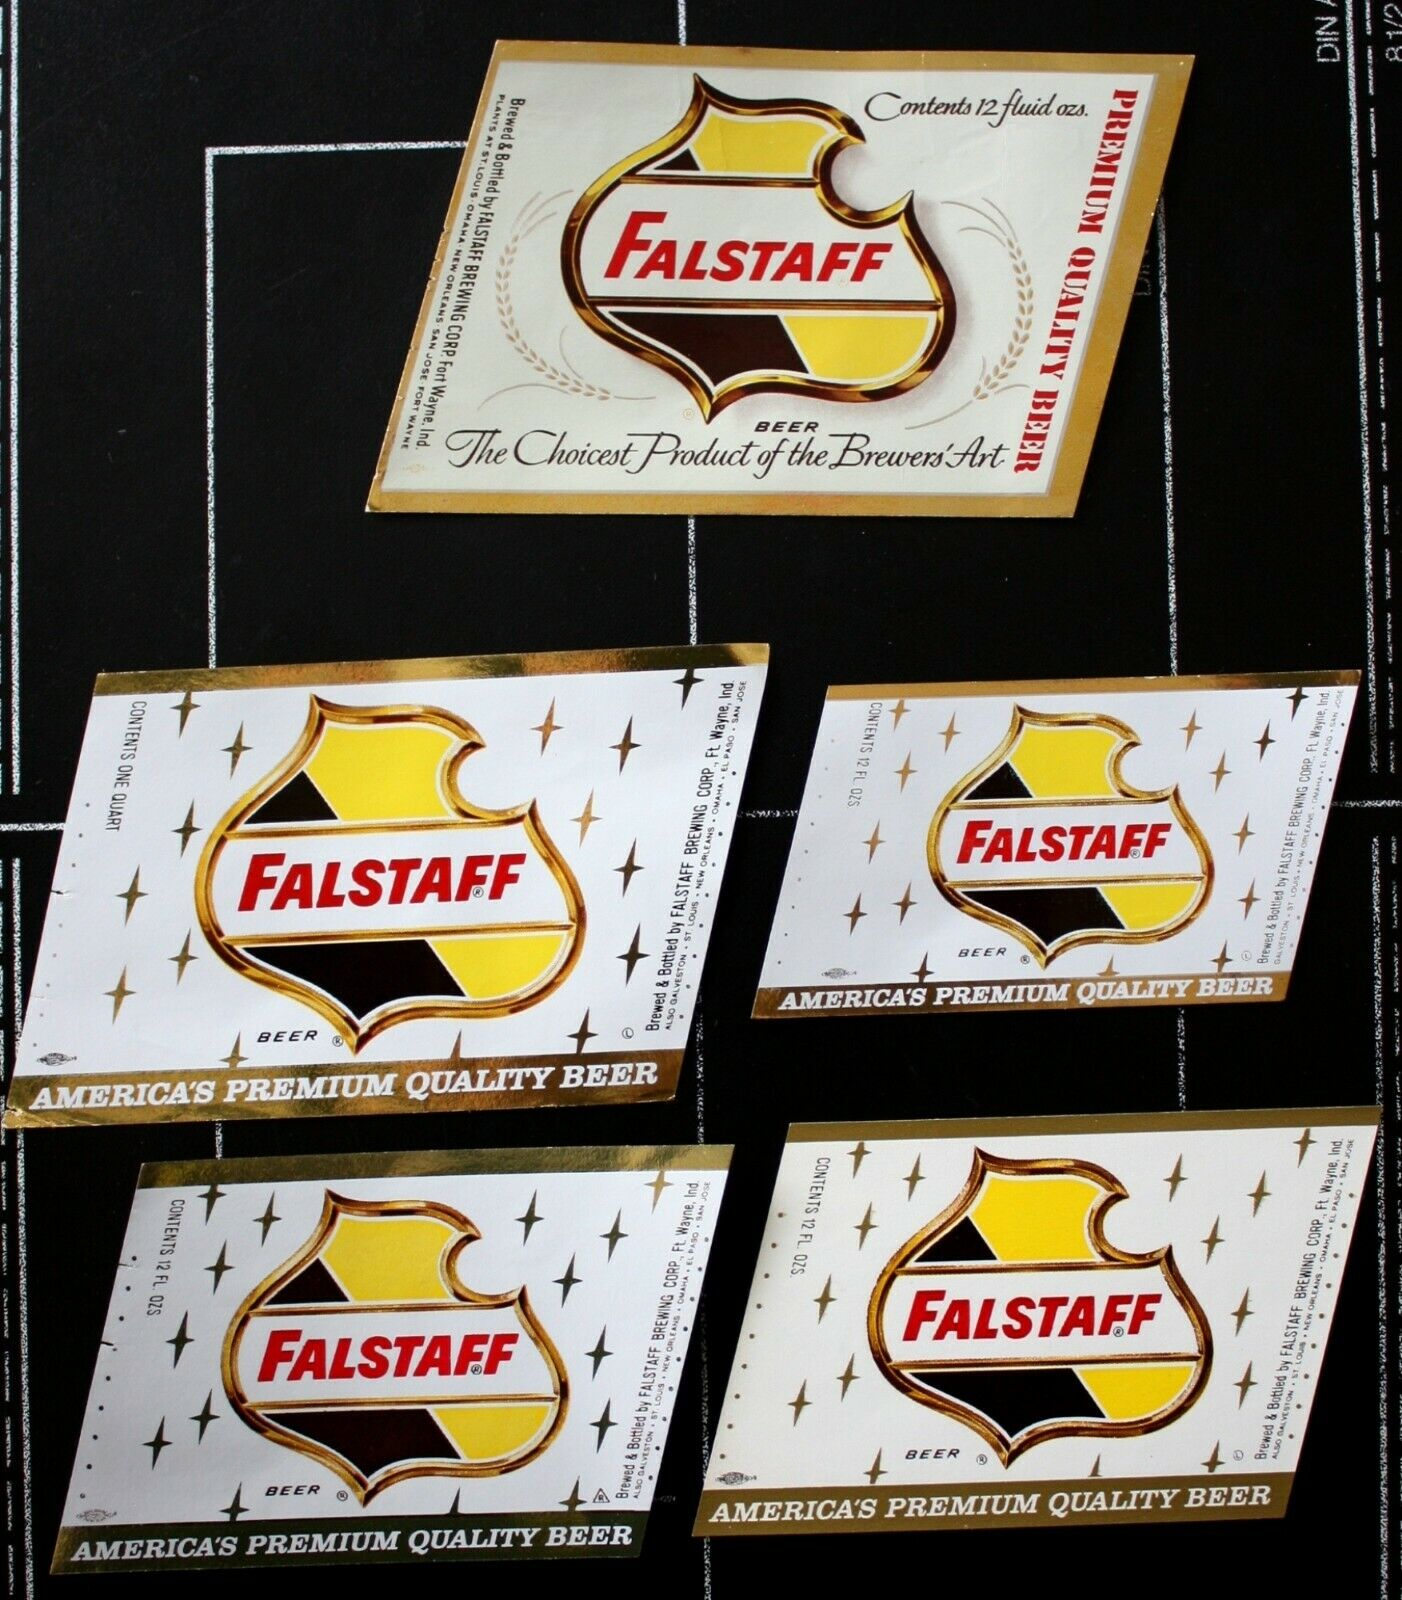 DIN A
8 1/2
Contents 12 fluid ozs.
PREMIUM QUALITY BEER
Brewed & Bottled by FALSTAFF BREWING CORP. Fort Wayne, Ind.
PLANTS AT ST. LOUIS · OMAHA · NEW ORLEANS · SAN JOSE · FORT WAYNE
FALSTAFF
BEER
The Choicest Product of the Brewers' Art
CONTENTS ONE QUART
FALSTAFF ®
BEER ®
Brewed & Bottled by FALSTAFF BREWING CORP., Ft. Wayne, Ind.
ALSO GALVESTON • ST. LOUIS • NEW ORLEANS • OMAHA • EL PASO • SAN JOSE
©
AMERICA'S PREMIUM QUALITY BEER
CONTENTS 12 FL. OZS
FALSTAFF ®
BEER ®
Brewed & Bottled by FALSTAFF BREWING CORP., Ft. Wayne, Ind.
ALSO GALVESTON • ST. LOUIS • NEW ORLEANS • OMAHA • EL PASO • SAN JOSE
©
AMERICA'S PREMIUM QUALITY BEER
CONTENTS 12 FL. OZS
FALSTAFF ®
BEER ®
Brewed & Bottled by FALSTAFF BREWING CORP., Ft. Wayne, Ind.
ALSO GALVESTON • ST. LOUIS • NEW ORLEANS • OMAHA • EL PASO • SAN JOSE
AMERICA'S PREMIUM QUALITY BEER
CONTENTS 12 FL. OZS
FALSTAFF ®
BEER ®
Brewed & Bottled by FALSTAFF BREWING CORP., Ft. Wayne, Ind.
ALSO GALVESTON • ST. LOUIS • NEW ORLEANS • OMAHA • EL PASO • SAN JOSE
©
AMERICA'S PREMIUM QUALITY BEER